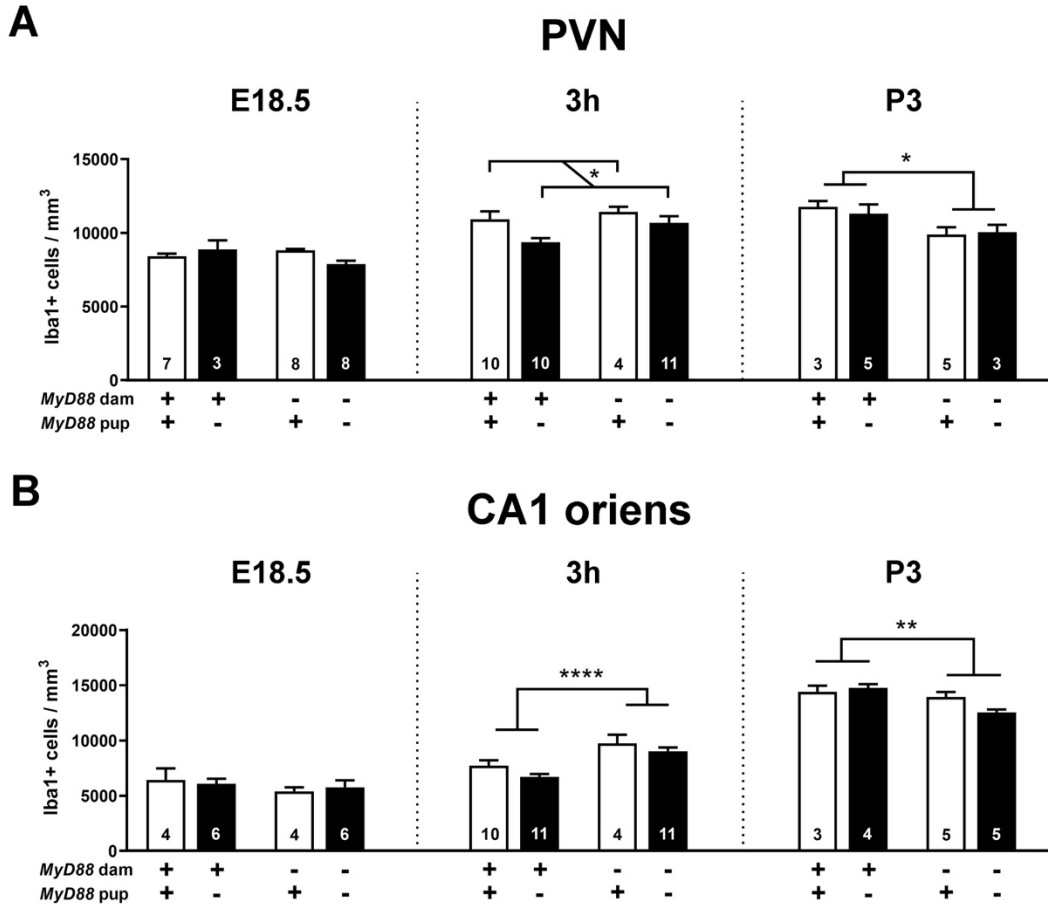 A
PVN
E18.5 3h P3
Iba1+ cells / mm³
15000
10000
5000
0
* *
7 3 8 8 10 10 4 11 3 5 5 3
MyD88 dam + + - - + + - - + + - -
MyD88 pup + - + - + - + - + - + -
B
CA1 oriens
E18.5 3h P3
Iba1+ cells / mm³
20000
15000
10000
5000
0
**** **
4 6 4 6 10 11 4 11 3 4 5 5
MyD88 dam + + - - + + - - + + - -
MyD88 pup + - + - + - + - + - + -